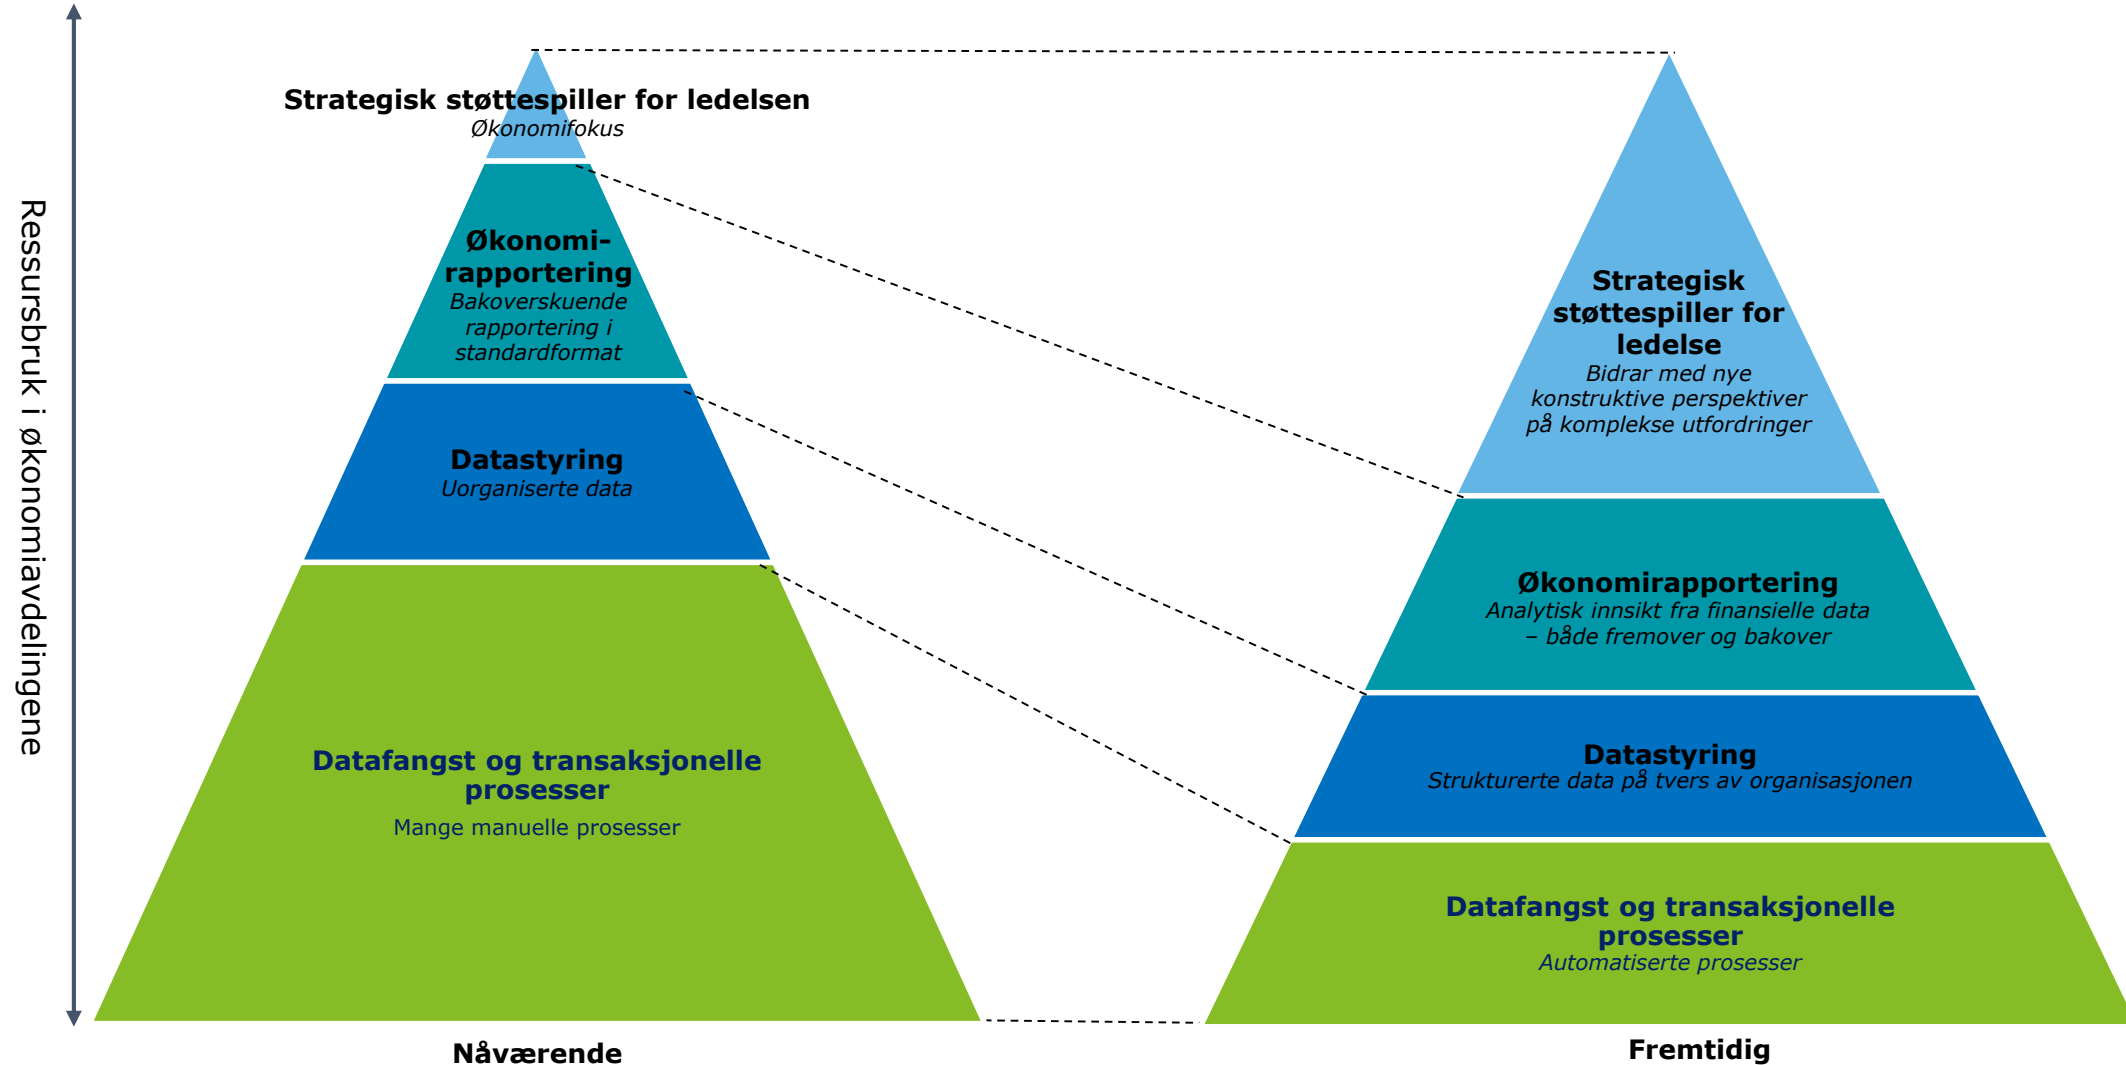 Ressursbruk i økonomiavdelingene
Strategisk støttespiller for ledelsen
Økonomifokus
Økonomi-
rapportering
Bakoverskuende
rapportering i
standardformat
Datastyring
Uorganiserte data
Datafangst og transaksjonelle
prosesser
Mange manuelle prosesser
Nåværende
Strategisk
støttespiller for
ledelse
Bidrar med nye
konstruktive perspektiver
på komplekse utfordringer
Økonomirapportering
Analytisk innsikt fra finansielle data
– både fremover og bakover
Datastyring
Strukturerte data på tvers av organisasjonen
Datafangst og transaksjonelle
prosesser
Automatiserte prosesser
Fremtidig